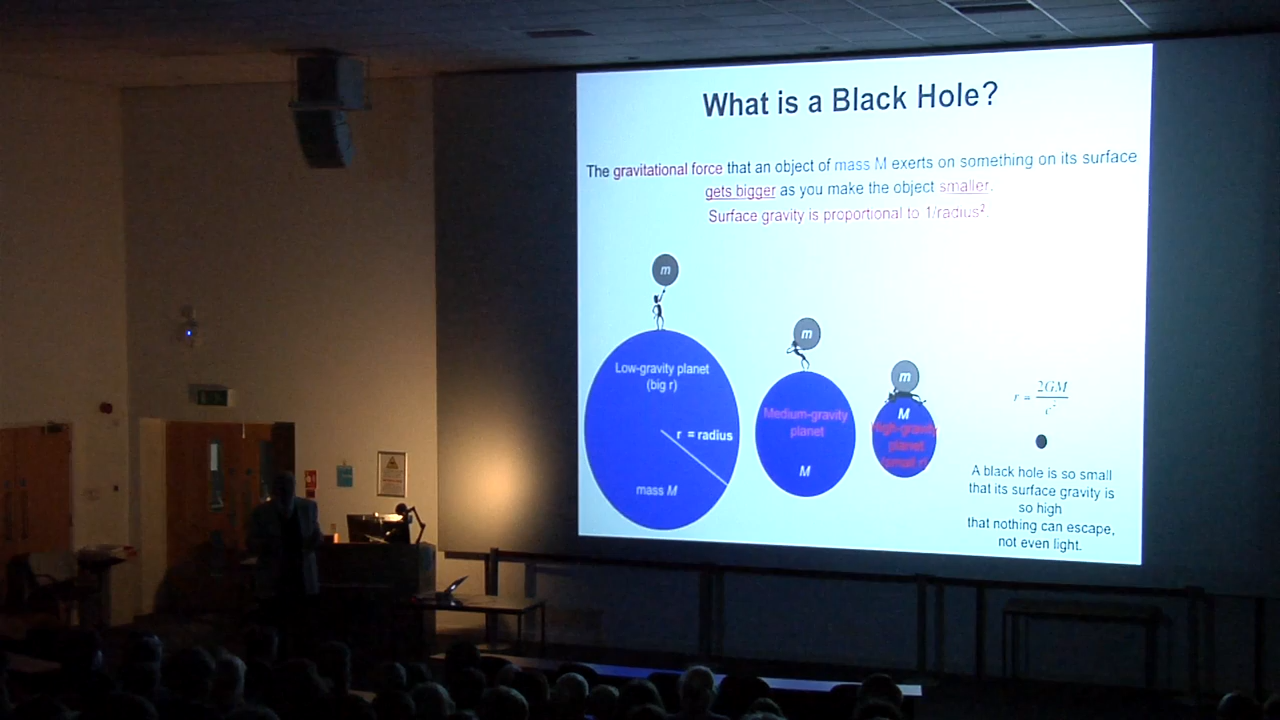 What is a Black Hole?
The gravitational force that an object of mass M exerts on something on its surface
gets bigger as you make the object smaller.
Surface gravity is proportional to 1/radius².
m
Low-gravity planet
(big r)
r = radius
mass M
m
Medium-gravity
planet
M
m
M
High-gravity
planet
(small r)
r = 2GM / c²
A black hole is so small
that its surface gravity is
so high
that nothing can escape,
not even light.